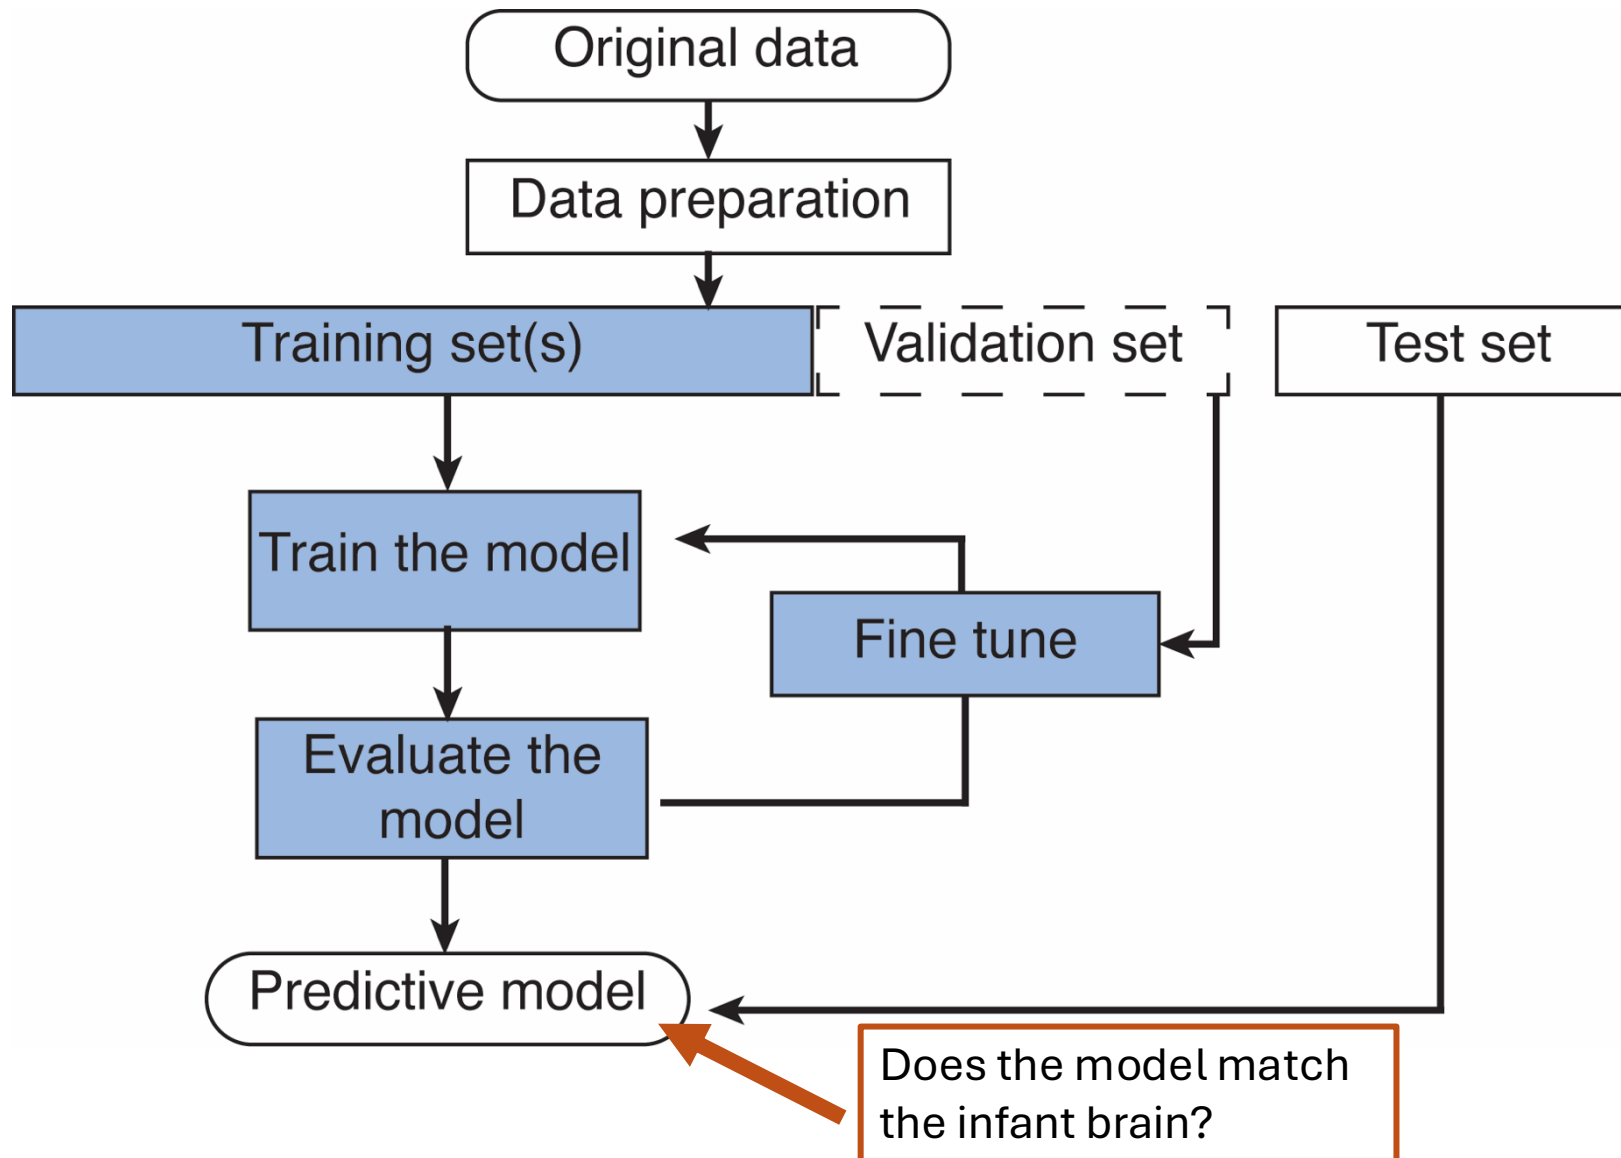 Original data
Data preparation
Training set(s)
Validation set
Test set
Train the model
Fine tune
Evaluate the
model
Predictive model
Does the model match
the infant brain?